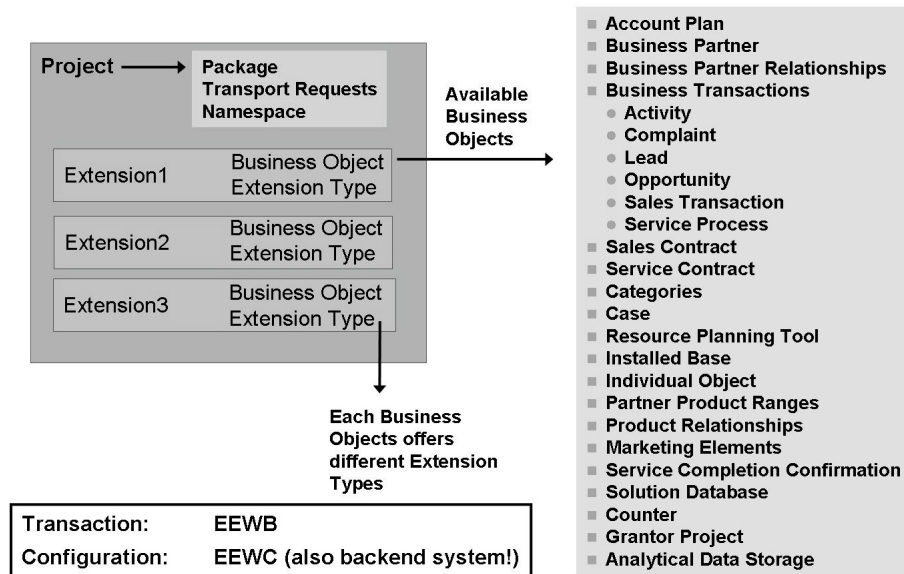 Project
Package
Transport Requests
Namespace
Extension1
Business Object
Extension Type
Extension2
Business Object
Extension Type
Extension3
Business Object
Extension Type
Available
Business
Objects
Each Business
Objects offers
different Extension
Types
Transaction: EEWB
Configuration: EEWC (also backend system!)
Account Plan
Business Partner
Business Partner Relationships
Business Transactions
Activity
Complaint
Lead
Opportunity
Sales Transaction
Service Process
Sales Contract
Service Contract
Categories
Case
Resource Planning Tool
Installed Base
Individual Object
Partner Product Ranges
Product Relationships
Marketing Elements
Service Completion Confirmation
Solution Database
Counter
Grantor Project
Analytical Data Storage